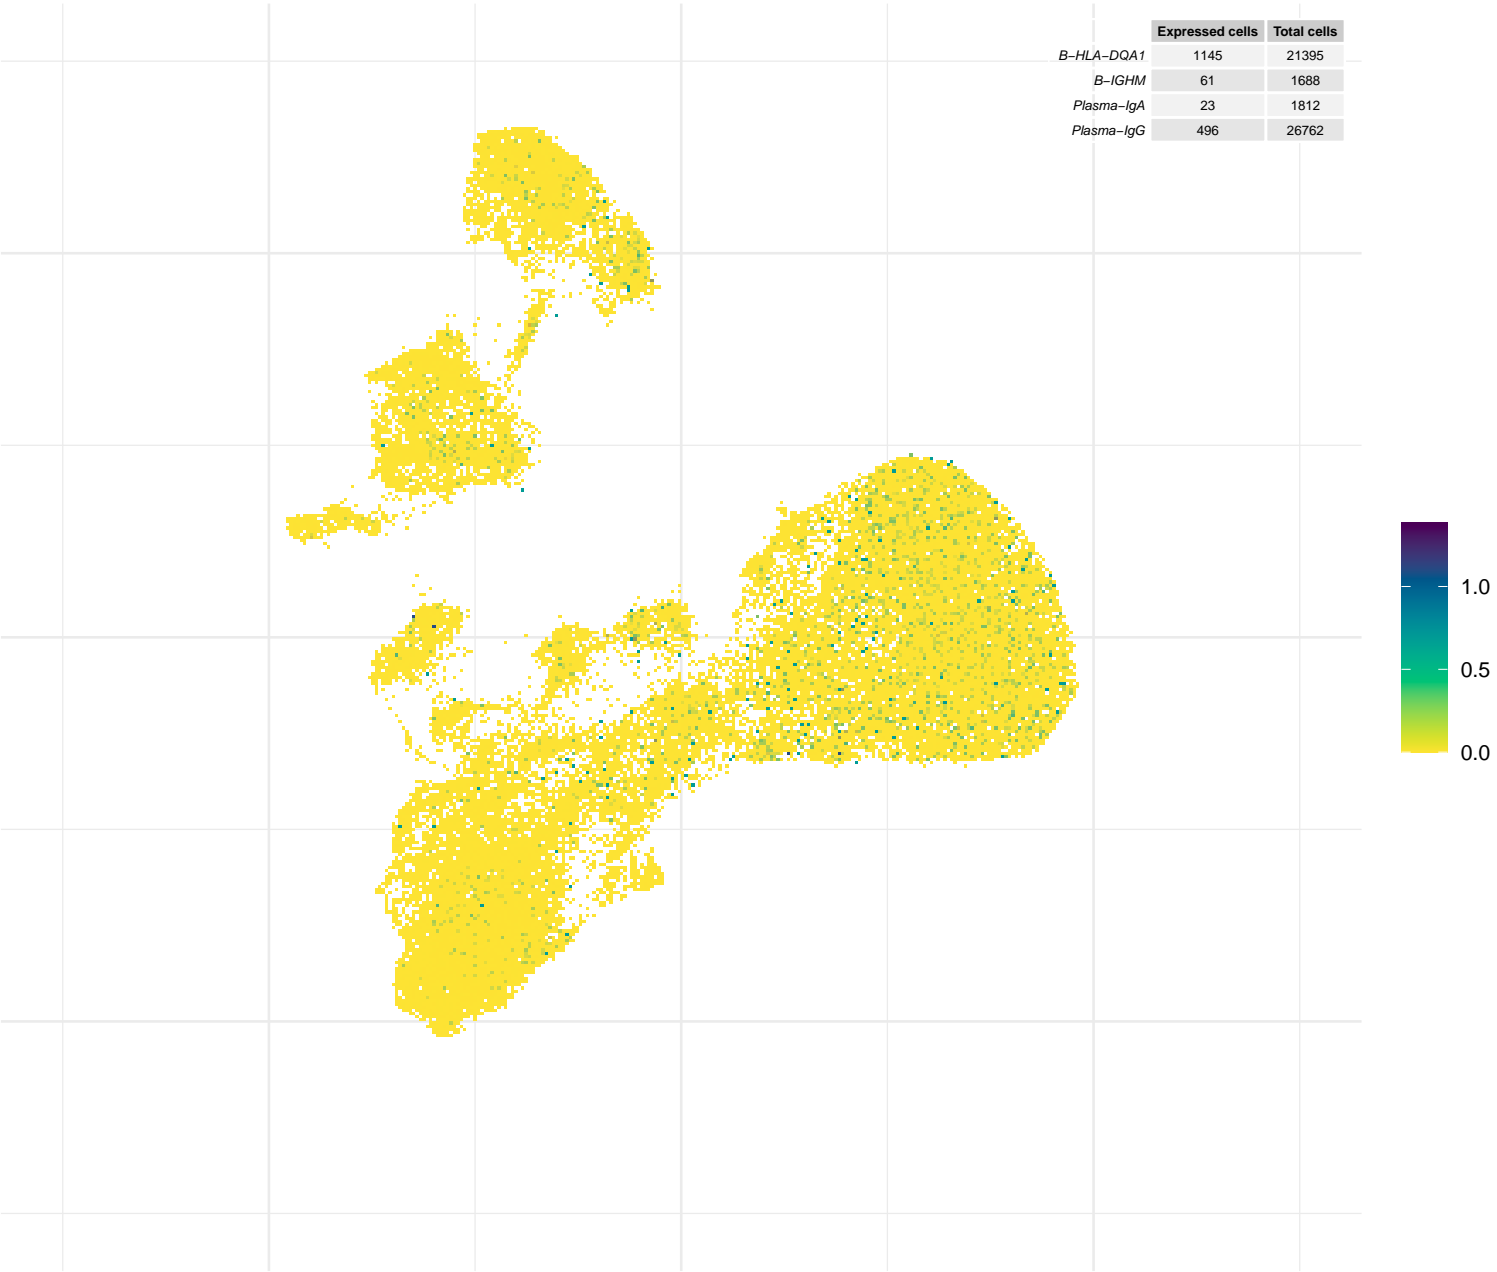 Expressed cells Total cells
B−HLA−DQA1 1145 21395
B−IGHM 61 1688
Plasma−IgA 23 1812
Plasma−IgG 496 26762
1.0
0.5
0.0